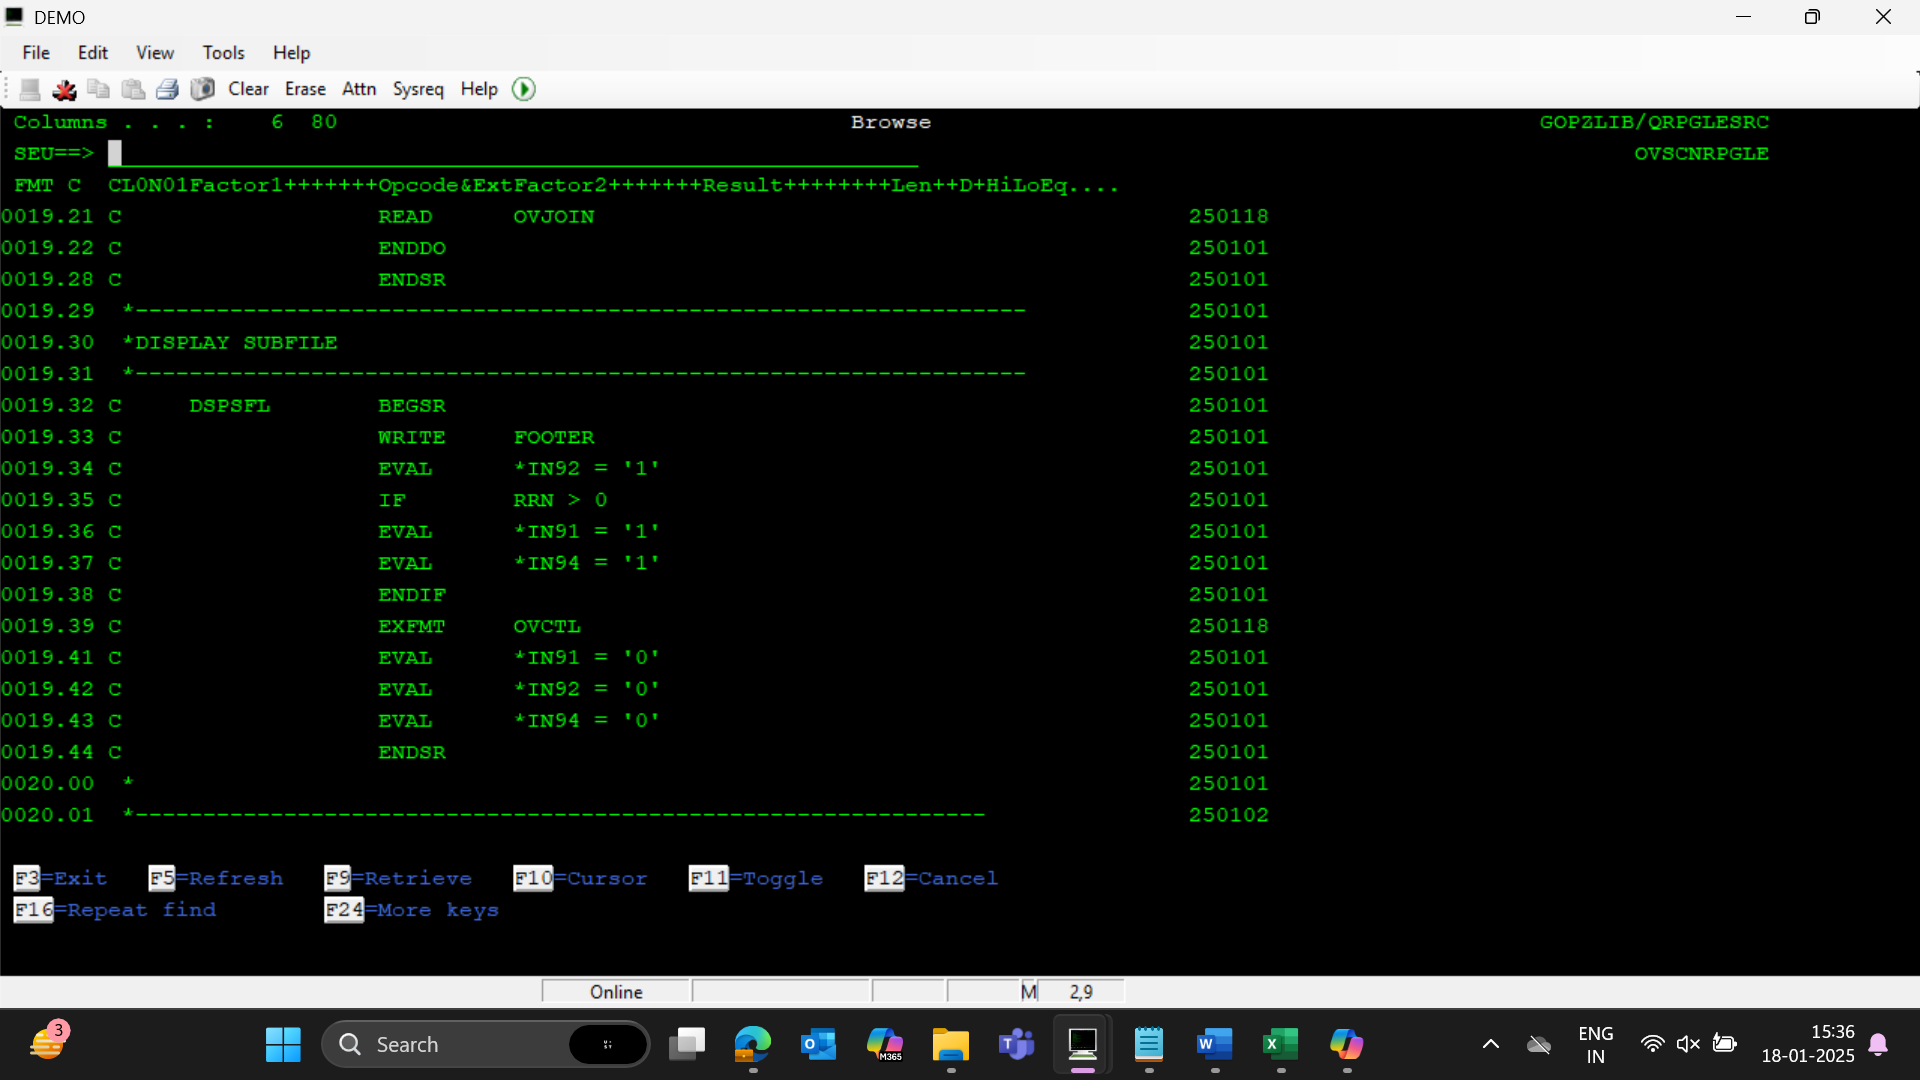 DEMO
File Edit View Tools Help
Clear Erase Attn Sysreq Help
Columns . . . : 6 80 Browse GOPZLIB/QRPGLESRC
SEU==> OVSCNRPGLE
FMT C CL0N01Factor1+++++++Opcode&ExtFactor2+++++++Result++++++++Len++D+HiLoEq....
0019.21 C READ OVJOIN 250118
0019.22 C ENDDO 250101
0019.28 C ENDSR 250101
0019.29 *------------------------------------------------------------------ 250101
0019.30 *DISPLAY SUBFILE 250101
0019.31 *------------------------------------------------------------------ 250101
0019.32 C DSPSFL BEGSR 250101
0019.33 C WRITE FOOTER 250101
0019.34 C EVAL *IN92 = '1' 250101
0019.35 C IF RRN > 0 250101
0019.36 C EVAL *IN91 = '1' 250101
0019.37 C EVAL *IN94 = '1' 250101
0019.38 C ENDIF 250101
0019.39 C EXFMT OVCTL 250118
0019.41 C EVAL *IN91 = '0' 250101
0019.42 C EVAL *IN92 = '0' 250101
0019.43 C EVAL *IN94 = '0' 250101
0019.44 C ENDSR 250101
0020.00 * 250101
0020.01 *--------------------------------------------------------------- 250102
F3=Exit F5=Refresh F9=Retrieve F10=Cursor F11=Toggle F12=Cancel
F16=Repeat find F24=More keys
Online M 2,9
3 Search M365 ENG IN 15:36 18-01-2025